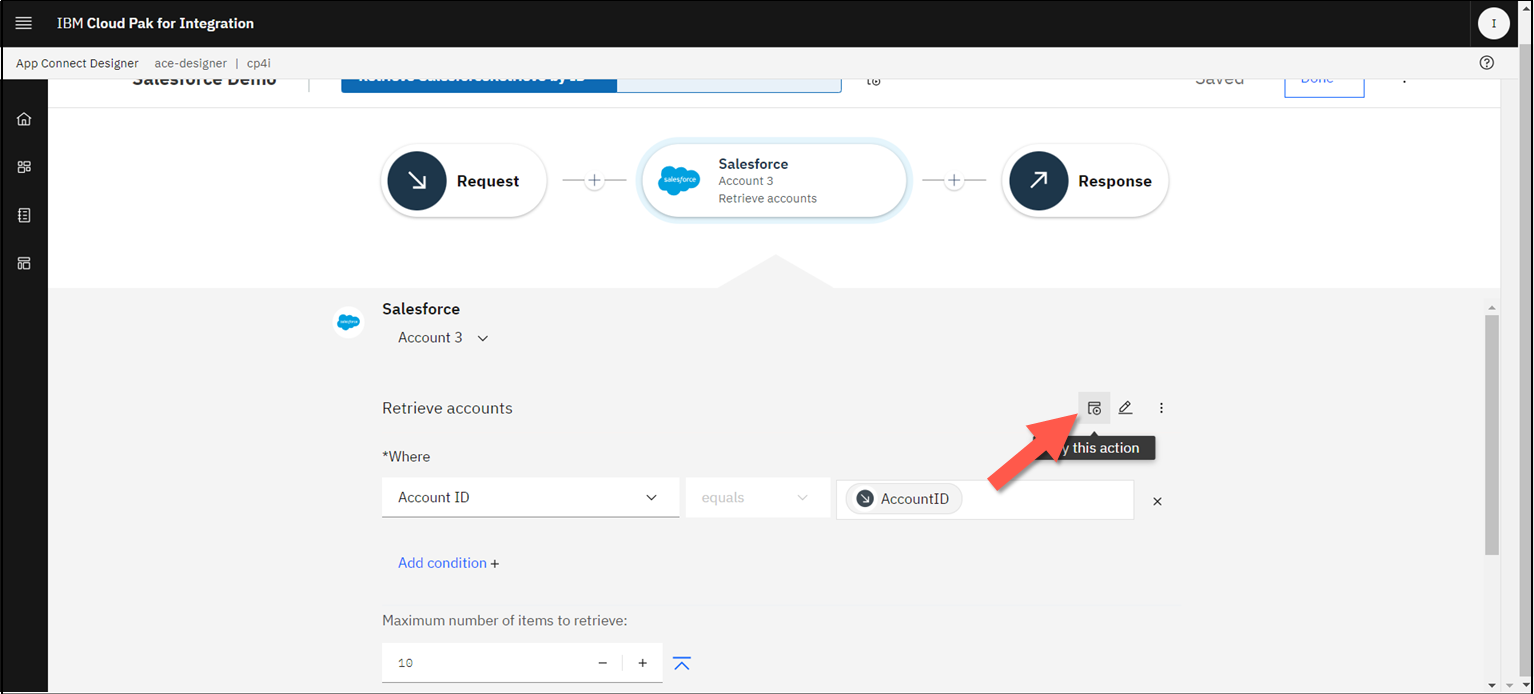 IBM Cloud Pak for Integration
I
App Connect Designer ace-designer | cp4i
Salesforce Demo
Saved
Done
Request
salesforce
Salesforce
Account 3
Retrieve accounts
Response
salesforce
Salesforce
Account 3
Retrieve accounts
this action
*Where
Account ID
equals
AccountID
Add condition +
Maximum number of items to retrieve:
10